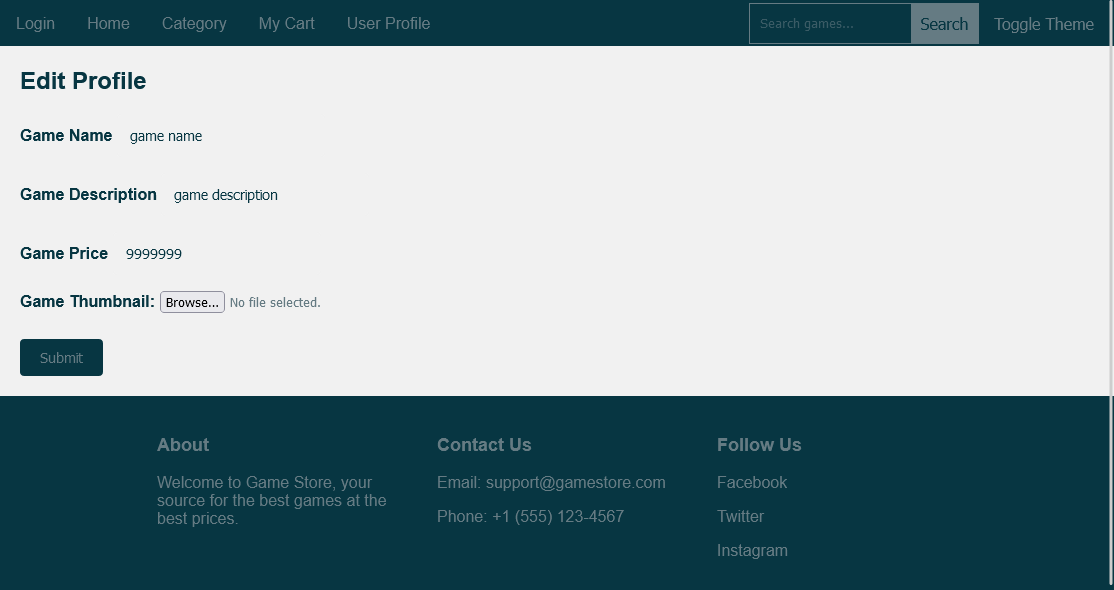 Login Home Category My Cart User Profile Search games... Search Toggle Theme
Edit Profile
Game Name game name
Game Description game description
Game Price 9999999
Game Thumbnail: Browse... No file selected.
Submit
About
Welcome to Game Store, your
source for the best games at the
best prices.
Contact Us
Email: support@gamestore.com
Phone: +1 (555) 123-4567
Follow Us
Facebook
Twitter
Instagram